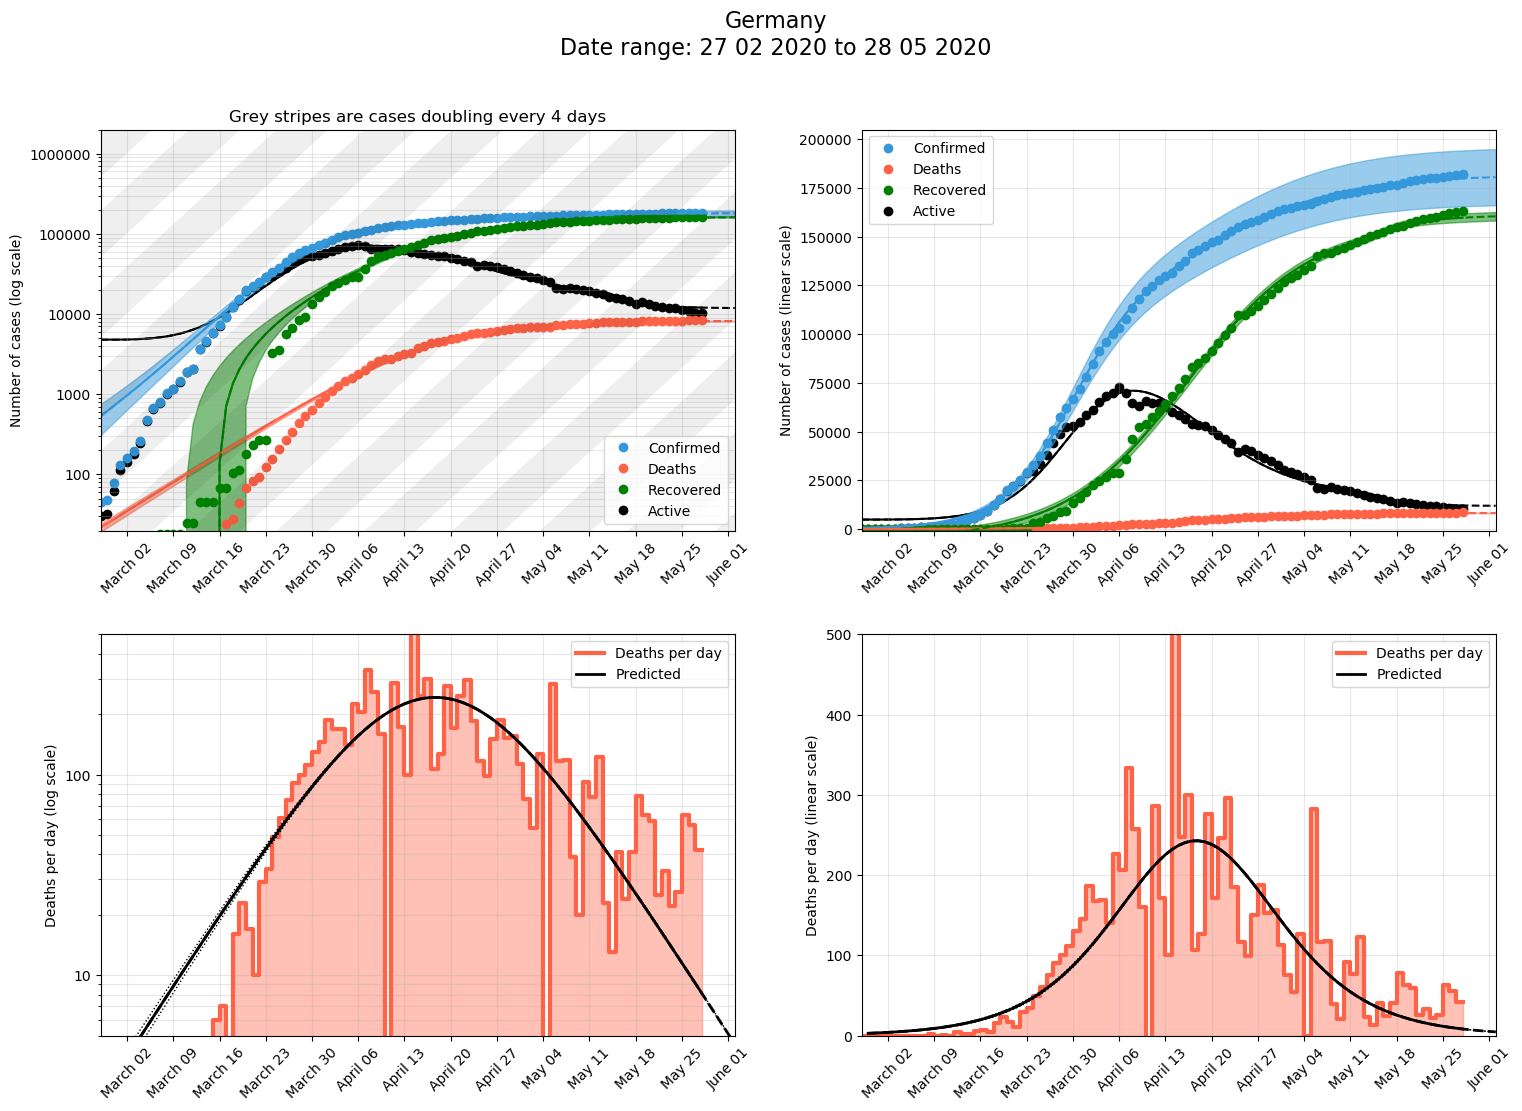 Germany
Date range: 27 02 2020 to 28 05 2020
Grey stripes are cases doubling every 4 days
Number of cases (log scale)
1000000
100000
10000
1000
100
Confirmed
Deaths
Recovered
Active
March 02
March 09
March 16
March 23
March 30
April 06
April 13
April 20
April 27
May 04
May 11
May 18
May 25
June 01
Number of cases (linear scale)
200000
175000
150000
125000
100000
75000
50000
25000
0
Confirmed
Deaths
Recovered
Active
March 02
March 09
March 16
March 23
March 30
April 06
April 13
April 20
April 27
May 04
May 11
May 18
May 25
June 01
Deaths per day (log scale)
100
10
Deaths per day
Predicted
March 02
March 09
March 16
March 23
March 30
April 06
April 13
April 20
April 27
May 04
May 11
May 18
May 25
June 01
Deaths per day (linear scale)
500
400
300
200
100
0
Deaths per day
Predicted
March 02
March 09
March 16
March 23
March 30
April 06
April 13
April 20
April 27
May 04
May 11
May 18
May 25
June 01